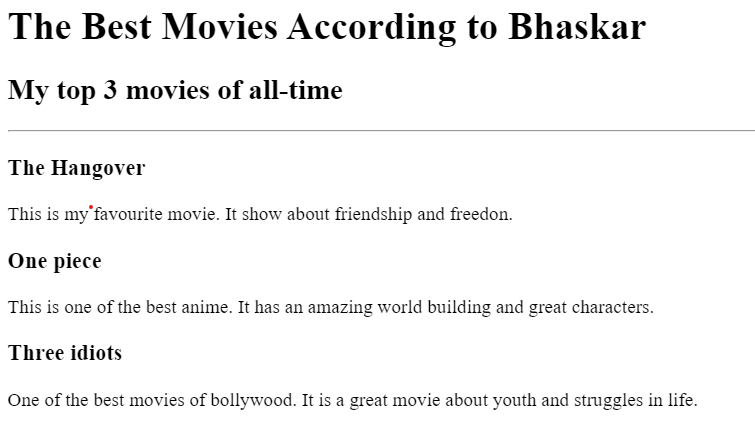 The Best Movies According to Bhaskar
My top 3 movies of all-time
The Hangover
This is my favourite movie. It show about friendship and freedon.
One piece
This is one of the best anime. It has an amazing world building and great characters.
Three idiots
One of the best movies of bollywood. It is a great movie about youth and struggles in life.